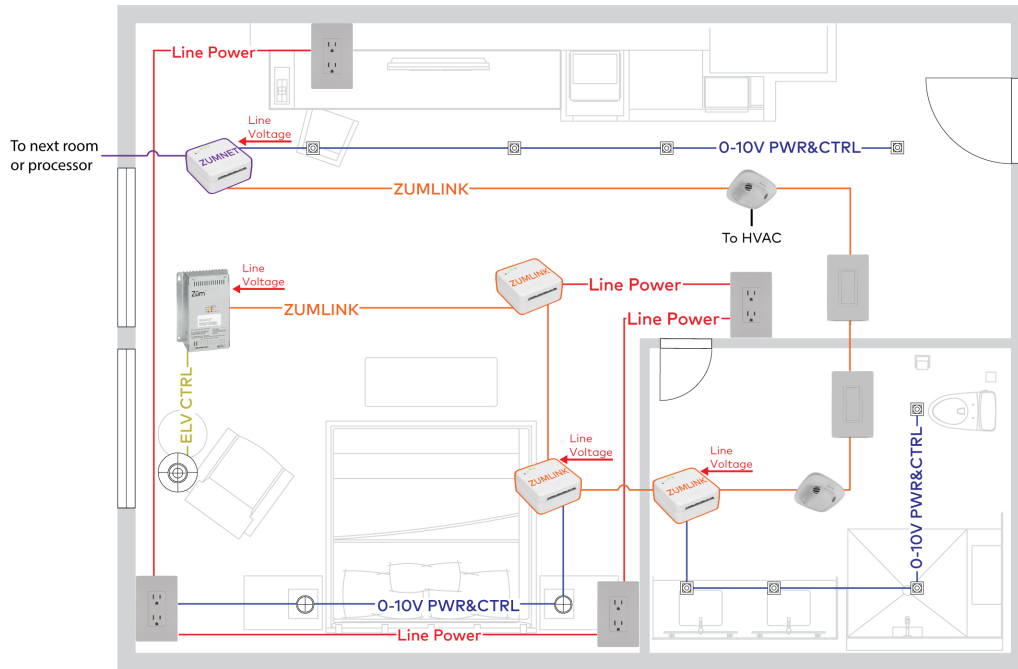 Line Power
Line
Voltage
To next room
or processor
ZUMNET
0-10V PWR&CTRL
ZUMLINK
To HVAC
Line
Voltage
Zūm
ZUMLINK
ZUMLINK
Line Power
Line Power
ELV CTRL
Line
Voltage
ZUMLINK
Line
Voltage
ZUMLINK
0-10V PWR&CTRL
0-10V PWR&CTRL
Line Power